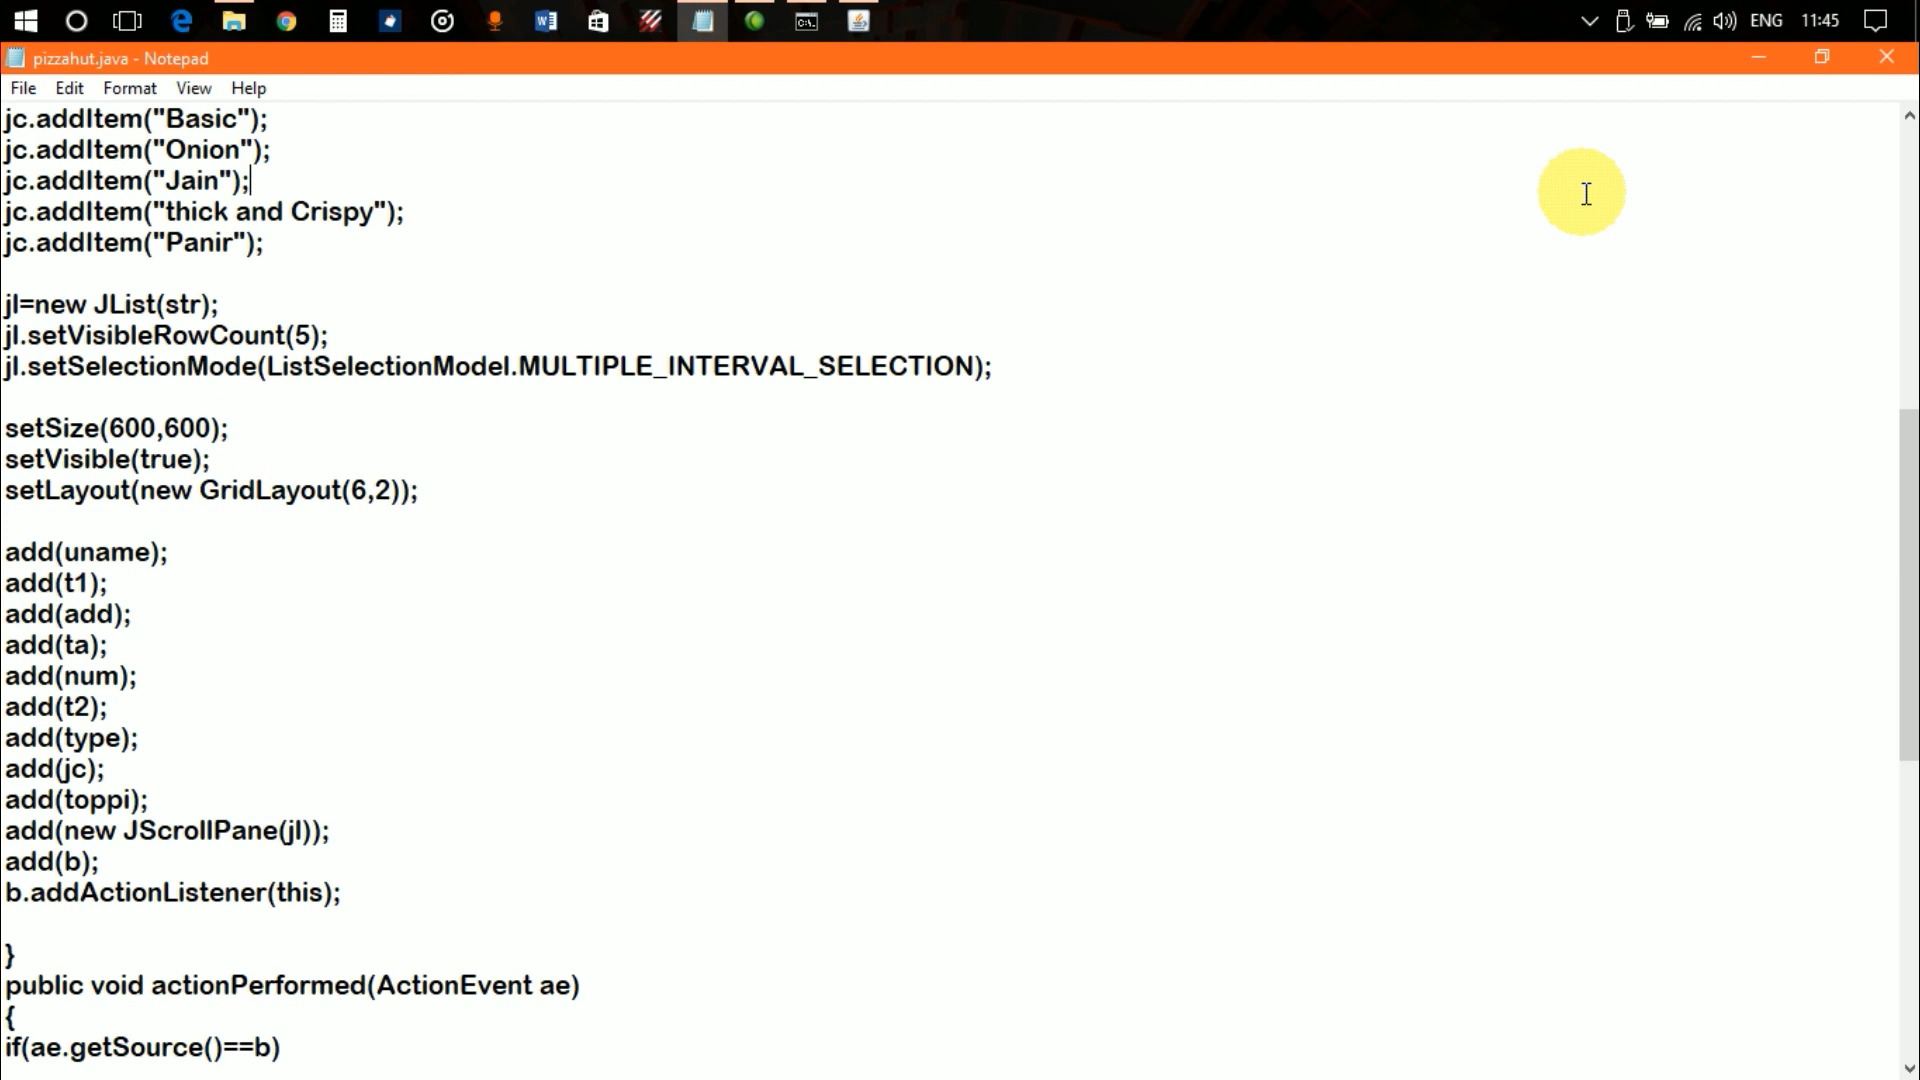 ENG 11:45
pizzahut.java - Notepad
File Edit Format View Help
jc.addItem("Basic");
jc.addItem("Onion");
jc.addItem("Jain");
jc.addItem("thick and Crispy");
jc.addItem("Panir");
jl=new JList(str);
jl.setVisibleRowCount(5);
jl.setSelectionMode(ListSelectionModel.MULTIPLE_INTERVAL_SELECTION);
setSize(600,600);
setVisible(true);
setLayout(new GridLayout(6,2));
add(uname);
add(t1);
add(add);
add(ta);
add(num);
add(t2);
add(type);
add(jc);
add(toppi);
add(new JScrollPane(jl));
add(b);
b.addActionListener(this);
}
public void actionPerformed(ActionEvent ae)
{
if(ae.getSource()==b)